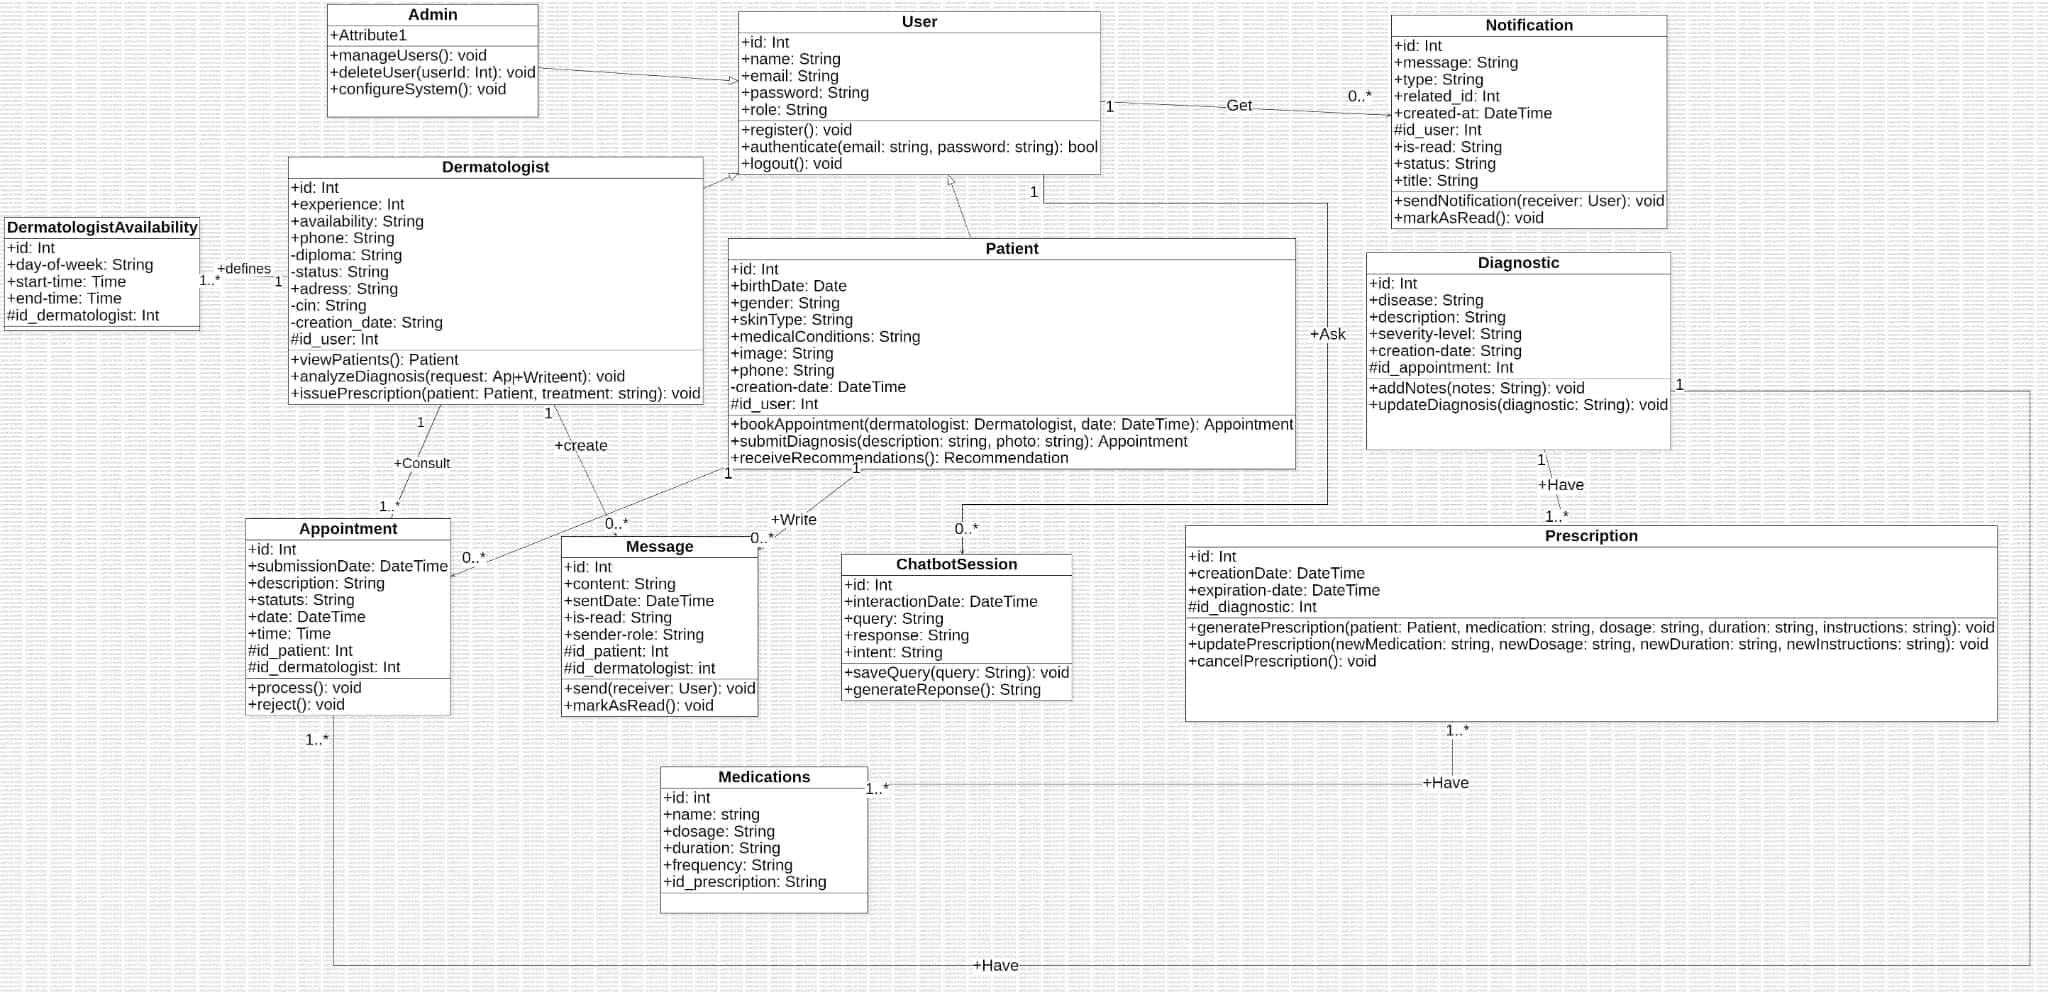 Admin
+Attribute1
+manageUsers(): void
+deleteUser(userId: Int): void
+configureSystem(): void
User
+id: Int
+name: String
+email: String
+password: String
+role: String
+register(): void
+authenticate(email: string, password: string): bool
+logout(): void
1
Get
0..*
Notification
+id: Int
+message: String
+type: String
+related_id: Int
+created-at: DateTime
#id_user: Int
+is-read: String
+status: String
+title: String
+sendNotification(receiver: User): void
+markAsRead(): void
Dermatologist
+id: Int
+experience: Int
+availability: String
+phone: String
-diploma: String
-status: String
+adress: String
-cin: String
-creation_date: String
#id_user: Int
+viewPatients(): Patient
+analyzeDiagnosis(request: Ap+Writeent): void
+issuePrescription(patient: Patient, treatment: string): void
DermatologistAvailability
+id: Int
+day-of-week: String
+start-time: Time
+end-time: Time
#id_dermatologist: Int
1..*
+defines
1
1
+Ask
0..*
Patient
+id: Int
+birthDate: Date
+gender: String
+skinType: String
+medicalConditions: String
+image: String
+phone: String
-creation-date: DateTime
#id_user: Int
+bookAppointment(dermatologist: Dermatologist, date: DateTime): Appointment
+submitDiagnosis(description: string, photo: string): Appointment
+receiveRecommendations(): Recommendation
Diagnostic
+id: Int
+disease: String
+description: String
+severity-level: String
+creation-date: String
#id_appointment: Int
+addNotes(notes: String): void
+updateDiagnosis(diagnostic: String): void
1
1
+Have
1..*
1
+Consult
1..*
1
+create
0..*
1
0..*
1
+Write
0..*
Appointment
+id: Int
+submissionDate: DateTime
+description: String
+statuts: String
+date: DateTime
+time: Time
#id_patient: Int
#id_dermatologist: Int
+process(): void
+reject(): void
1..*
Message
+id: Int
+content: String
+sentDate: DateTime
+is-read: String
+sender-role: String
#id_patient: Int
#id_dermatologist: int
+send(receiver: User): void
+markAsRead(): void
ChatbotSession
+id: Int
+interactionDate: DateTime
+query: String
+response: String
+intent: String
+saveQuery(query: String): void
+generateReponse(): String
Prescription
+id: Int
+creationDate: DateTime
+expiration-date: DateTime
#id_diagnostic: Int
+generatePrescription(patient: Patient, medication: string, dosage: string, duration: string, instructions: string): void
+updatePrescription(newMedication: string, newDosage: string, newDuration: string, newInstructions: string): void
+cancelPrescription(): void
1..*
+Have
1..*
Medications
+id: int
+name: string
+dosage: String
+duration: String
+frequency: String
+id_prescription: String
+Have